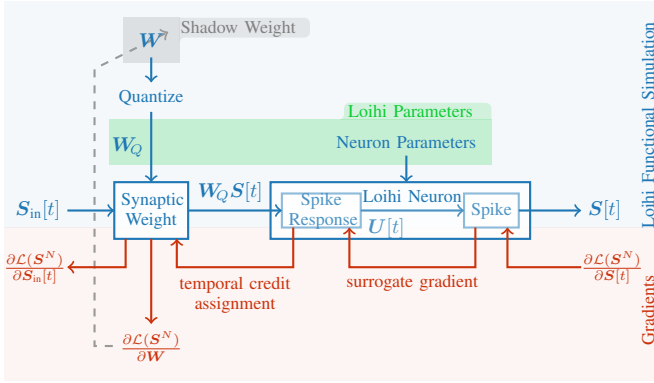 Shadow Weight
W
Quantize
Loihi Parameters
W_Q
Neuron Parameters
S_in[t]
Synaptic
Weight
W_Q S[t]
Spike
Response
Loihi Neuron
U[t]
Spike
S[t]
∂L(S^N)
∂S_in[t]
temporal credit
assignment
surrogate gradient
∂L(S^N)
∂S[t]
∂L(S^N)
∂W
Loihi Functional Simulation
Gradients